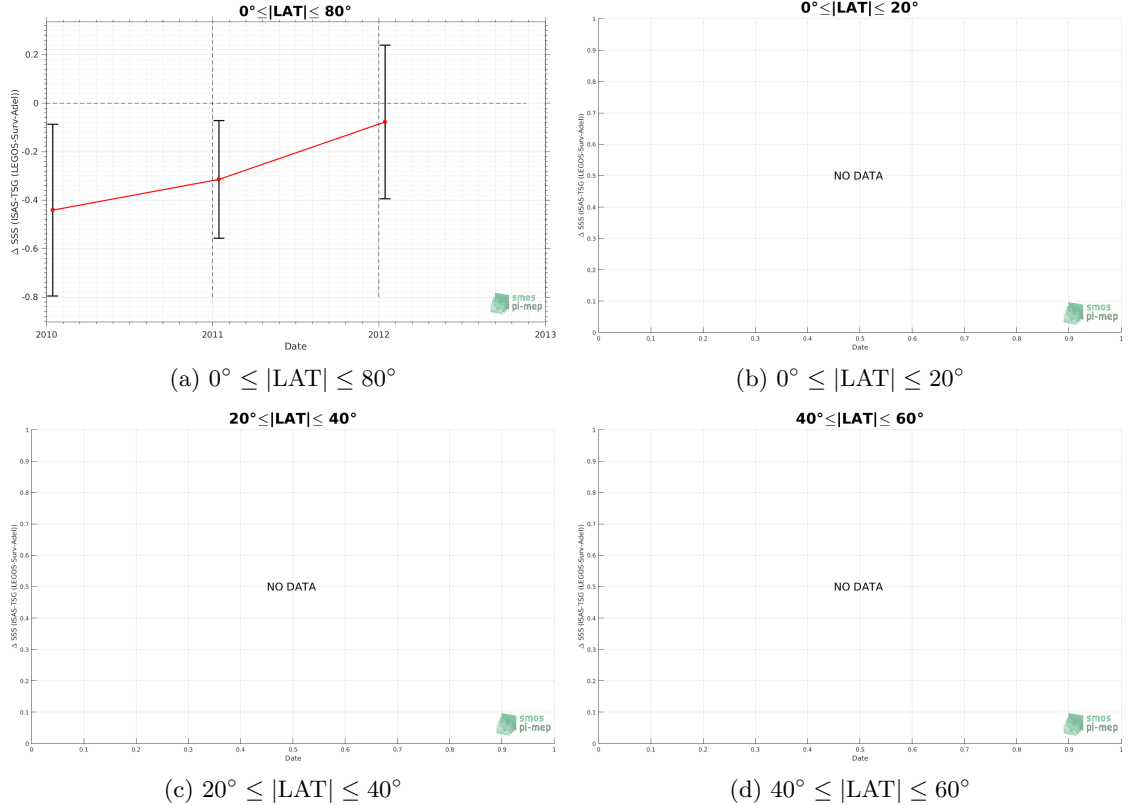 0°≤|LAT|≤ 80°
Δ SSS (ISAS-TSG (LEGOS-Surv-Adel))
0.2
0
-0.2
-0.4
-0.6
-0.8
2010 2011 2012 2013
Date
smos
pi-mep
(a) 0° ≤ |LAT| ≤ 80°
0°≤|LAT|≤ 20°
Δ SSS (ISAS-TSG (LEGOS-Surv-Adel))
1
0.9
0.8
0.7
0.6
0.5
0.4
0.3
0.2
0.1
0
NO DATA
0 0.1 0.2 0.3 0.4 0.5 0.6 0.7 0.8 0.9 1
Date
smos
pi-mep
(b) 0° ≤ |LAT| ≤ 20°
20°≤|LAT|≤ 40°
Δ SSS (ISAS-TSG (LEGOS-Surv-Adel))
1
0.9
0.8
0.7
0.6
0.5
0.4
0.3
0.2
0.1
0
NO DATA
0 0.1 0.2 0.3 0.4 0.5 0.6 0.7 0.8 0.9 1
Date
smos
pi-mep
(c) 20° ≤ |LAT| ≤ 40°
40°≤|LAT|≤ 60°
Δ SSS (ISAS-TSG (LEGOS-Surv-Adel))
1
0.9
0.8
0.7
0.6
0.5
0.4
0.3
0.2
0.1
0
NO DATA
0 0.1 0.2 0.3 0.4 0.5 0.6 0.7 0.8 0.9 1
Date
smos
pi-mep
(d) 40° ≤ |LAT| ≤ 60°